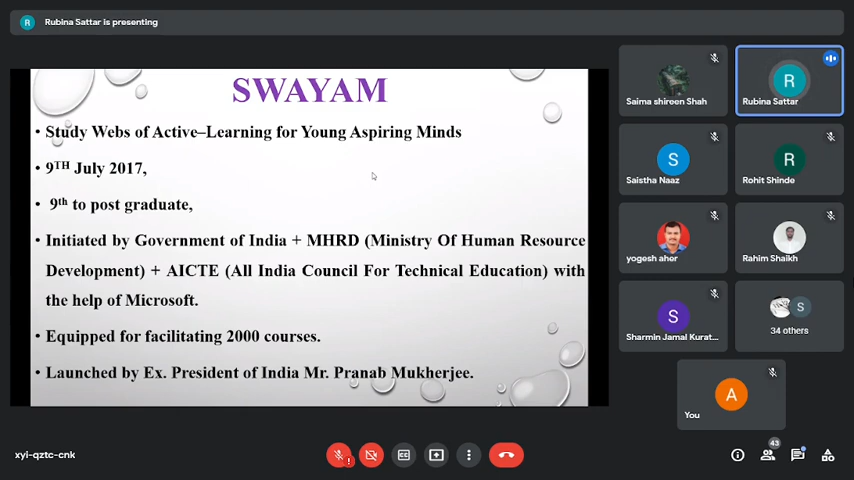 Rubina Sattar is presenting
SWAYAM
• Study Webs of Active–Learning for Young Aspiring Minds
• 9TH July 2017,
• 9th to post graduate,
• Initiated by Government of India + MHRD (Ministry Of Human Resource
Development) + AICTE (All India Council For Technical Education) with
the help of Microsoft.
• Equipped for facilitating 2000 courses.
• Launched by Ex. President of India Mr. Pranab Mukherjee.
Saima shireen Shah
R
Rubina Sattar
S
Saistha Naaz
R
Rohit Shinde
yogesh aher
Rahim Shaikh
S
Sharmin Jamal Kurat...
S
34 others
A
You
xyi-qztc-cnk
43